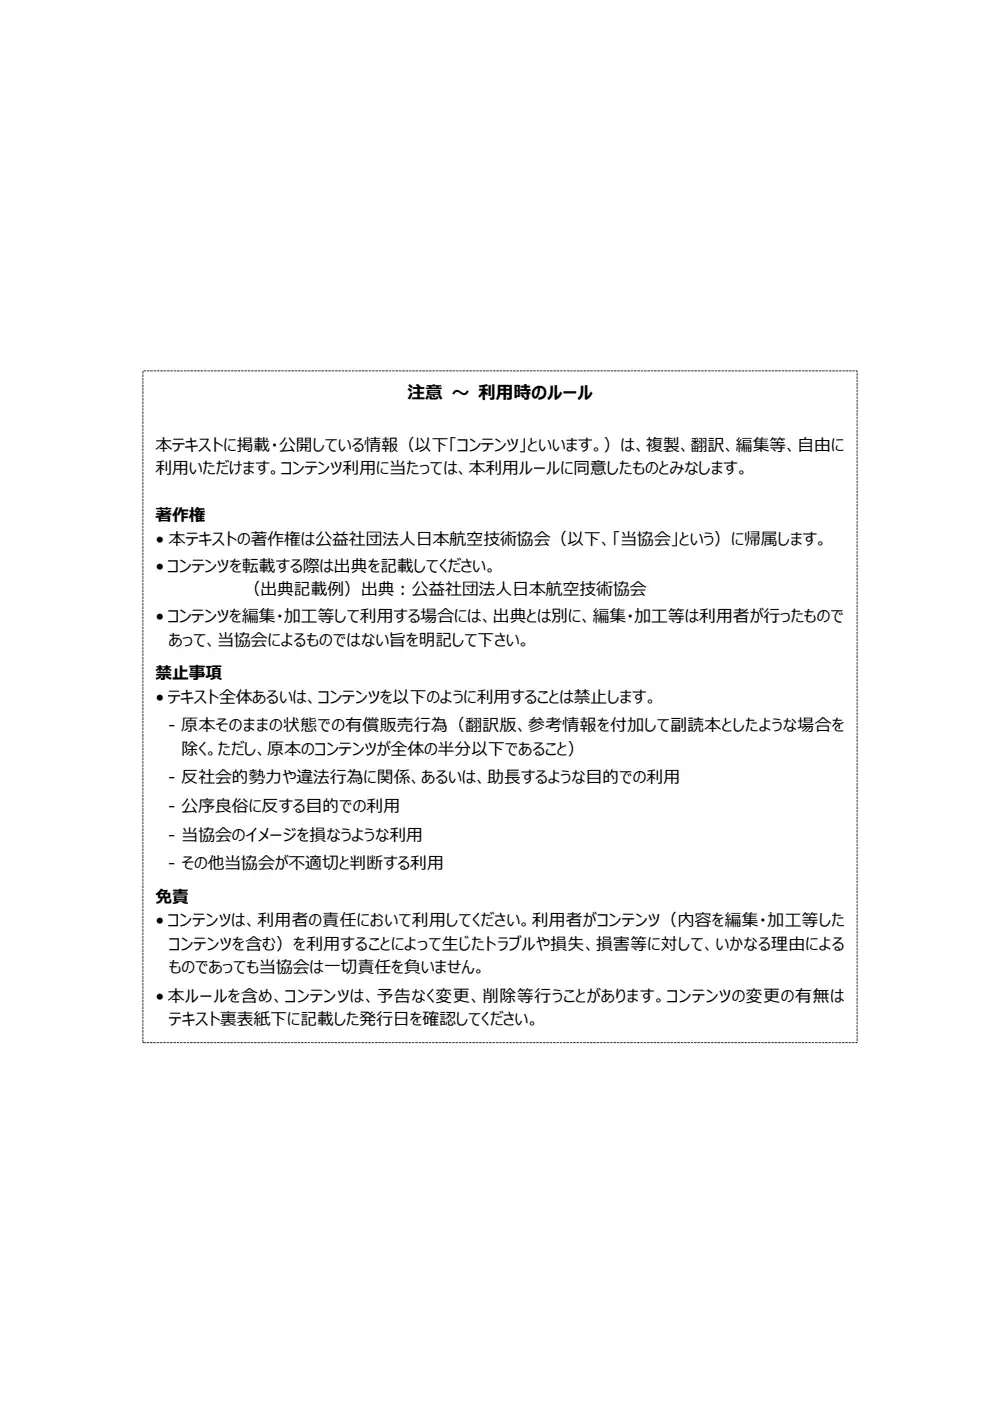 注意 ～ 利用時のルール
本テキストに掲載・公開している情報（以下「コンテンツ」といいます。）は、複製、翻訳、編集等、自由に
利用いただけます。コンテンツ利用に当たっては、本利用ルールに同意したものとみなします。
著作権
● 本テキストの著作権は公益社団法人日本航空技術協会（以下、「当協会」という）に帰属します。
● コンテンツを転載する際は出典を記載してください。
（出典記載例）出典：公益社団法人日本航空技術協会
● コンテンツを編集・加工等して利用する場合には、出典とは別に、編集・加工等は利用者が行ったもので
あって、当協会によるものではない旨を明記して下さい。
禁止事項
● テキスト全体あるいは、コンテンツを以下のように利用することは禁止します。
- 原本そのままの状態での有償販売行為（翻訳版、参考情報を付加して副読本としたような場合を
除く。ただし、原本のコンテンツが全体の半分以下であること）
- 反社会的勢力や違法行為に関係、あるいは、助長するような目的での利用
- 公序良俗に反する目的での利用
- 当協会のイメージを損なうような利用
- その他当協会が不適切と判断する利用
免責
● コンテンツは、利用者の責任において利用してください。利用者がコンテンツ（内容を編集・加工等した
コンテンツを含む）を利用することによって生じたトラブルや損失、損害等に対して、いかなる理由による
ものであっても当協会は一切責任を負いません。
● 本ルールを含め、コンテンツは、予告なく変更、削除等行うことがあります。コンテンツの変更の有無は
テキスト裏表紙下に記載した発行日を確認してください。